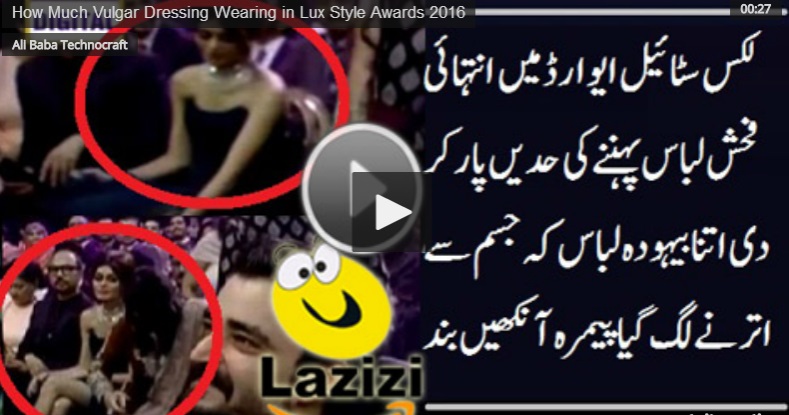 How Much Vulgar Dressing Wearing in Lux Style Awards 2016
00:27
DIGITAL
Ali Baba Technocraft
لکس سٹائیل ایوارڈ میں انتہائی
فحش لباس پہننے کی حدیں پار کر
دی اتنا بیہودہ لباس کہ جسم سے
اترنے لگ گیا پیمرہ آنکھیں بند
Lazizi